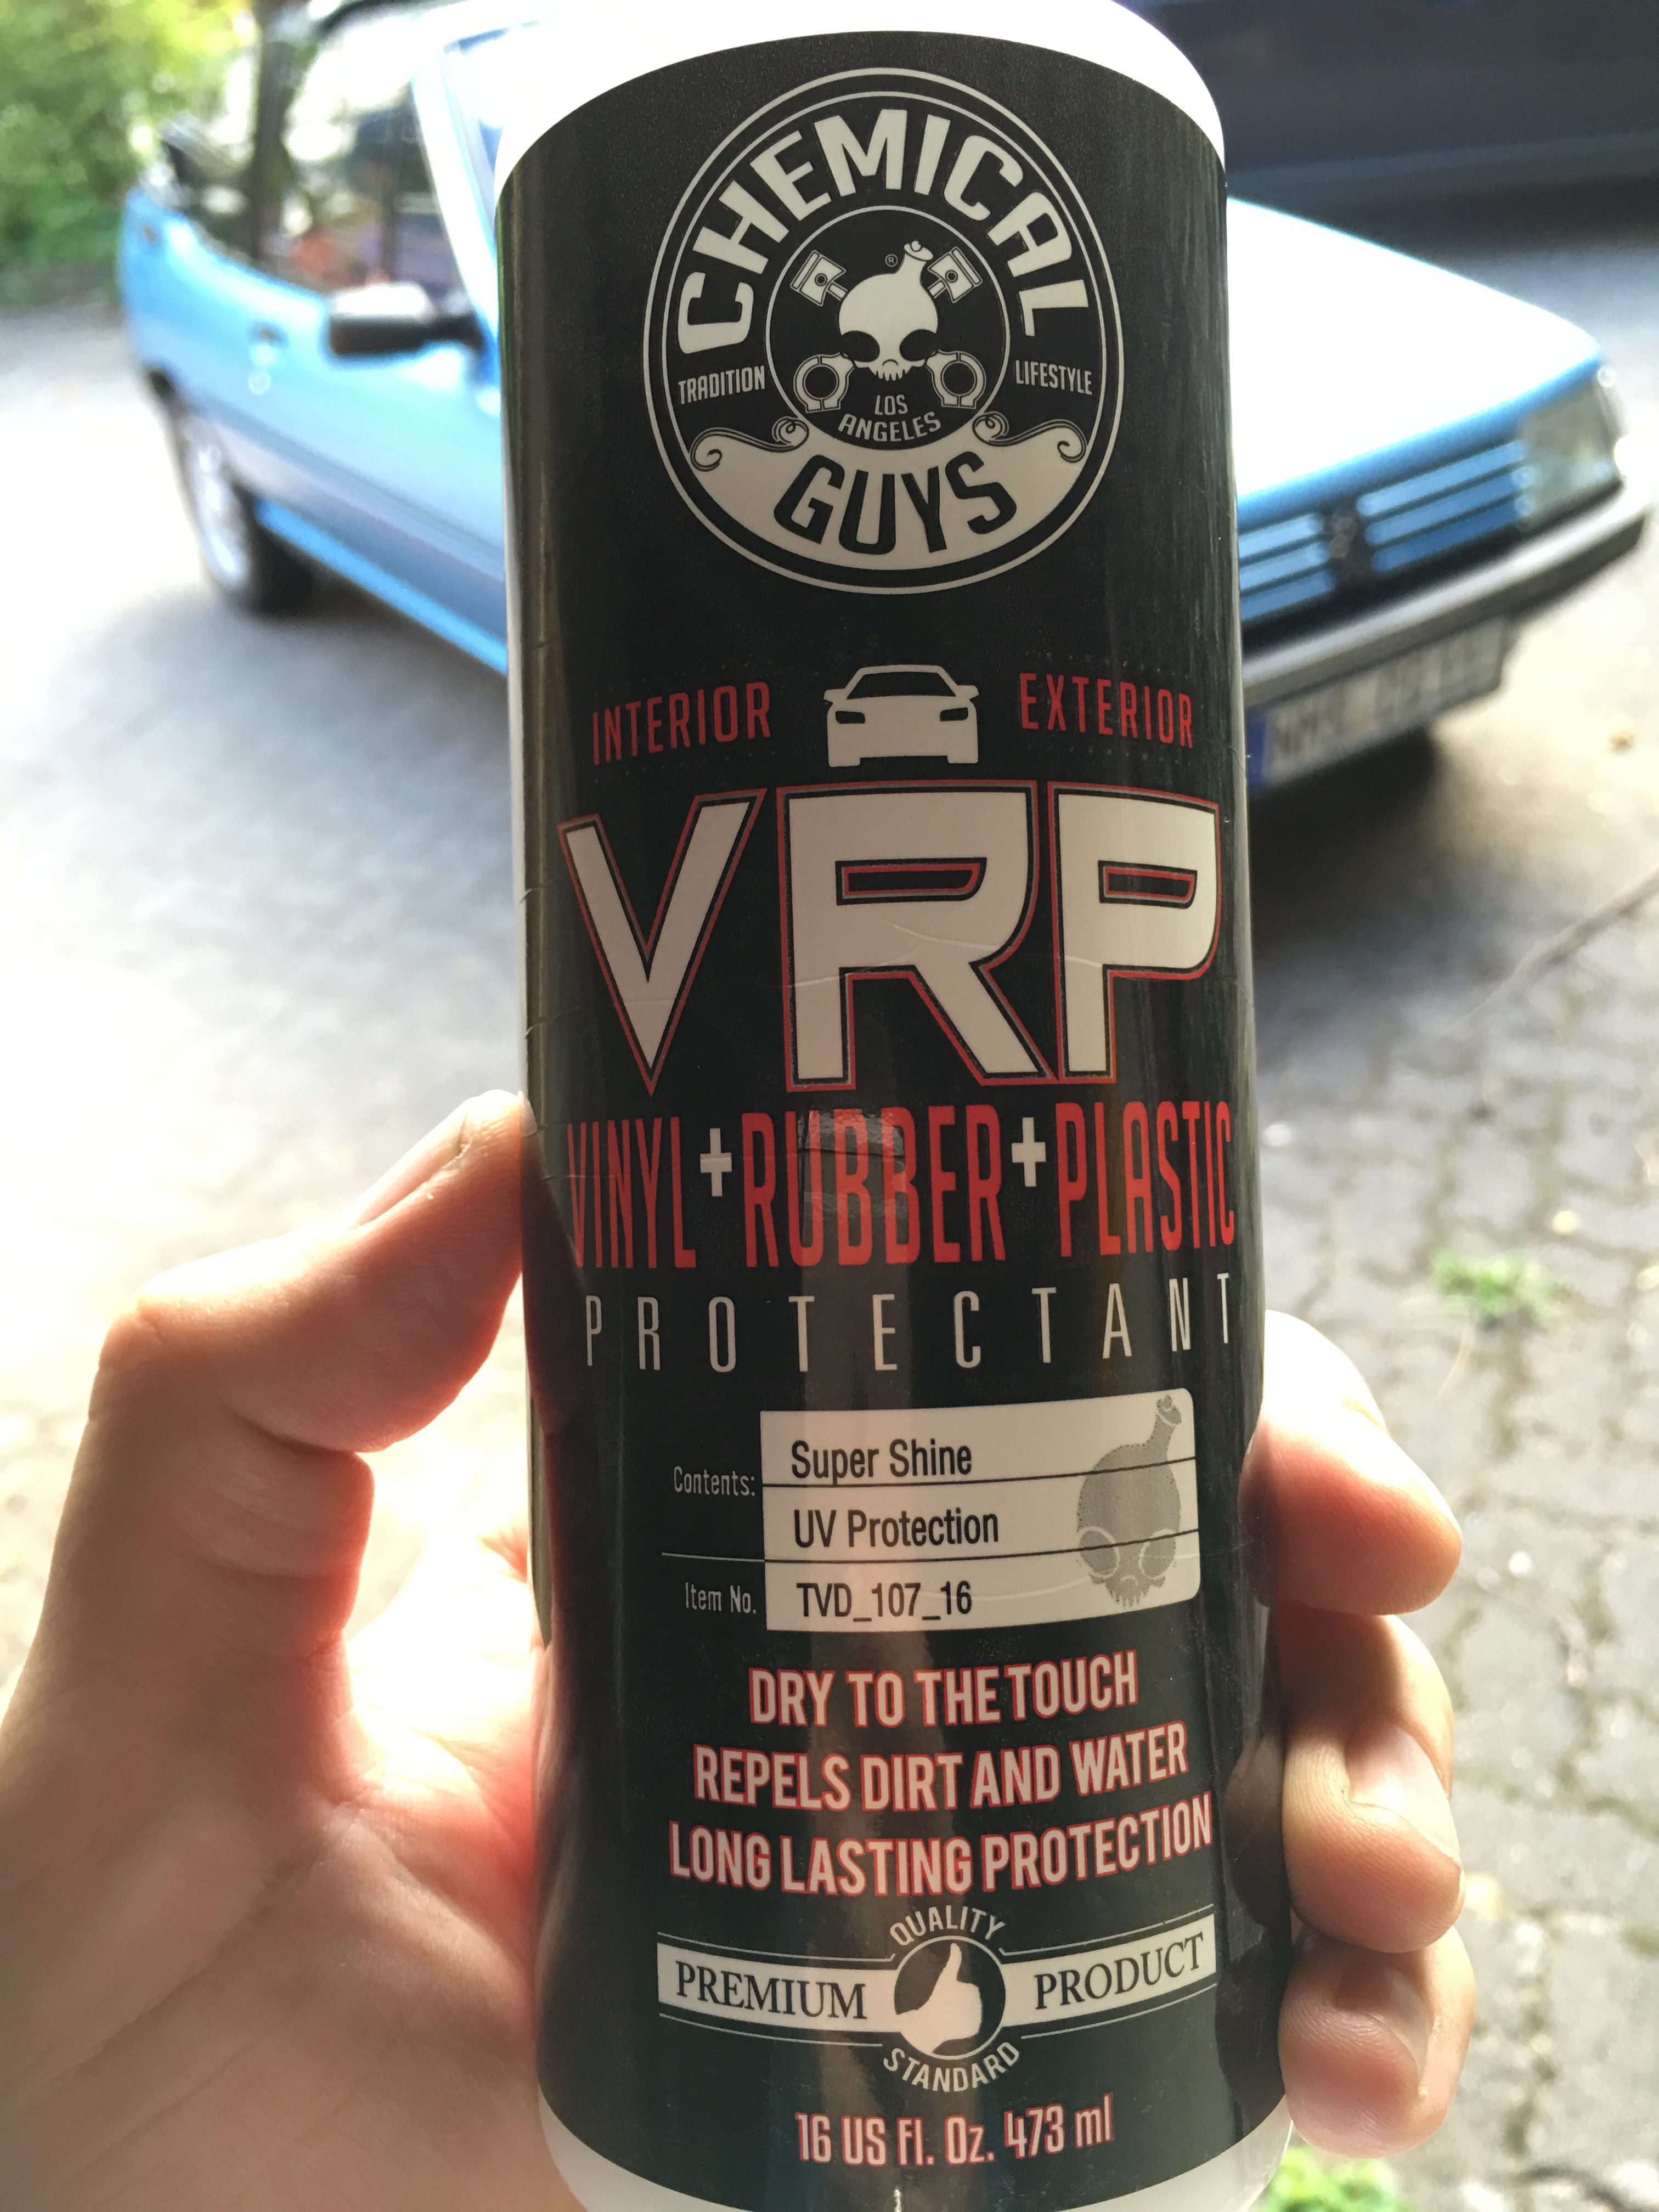 CHEMICAL
®
TRADITION
LIFESTYLE
LOS
ANGELES
GUYS
INTERIOR
EXTERIOR
VRP
VINYL+RUBBER+PLASTIC
PROTECTANT
Contents: Super Shine
UV Protection
Item No. TVD_107_16
DRY TO THE TOUCH
REPELS DIRT AND WATER
LONG LASTING PROTECTION
QUALITY
PREMIUM PRODUCT
STANDARD
16 US Fl. Oz. 473 ml